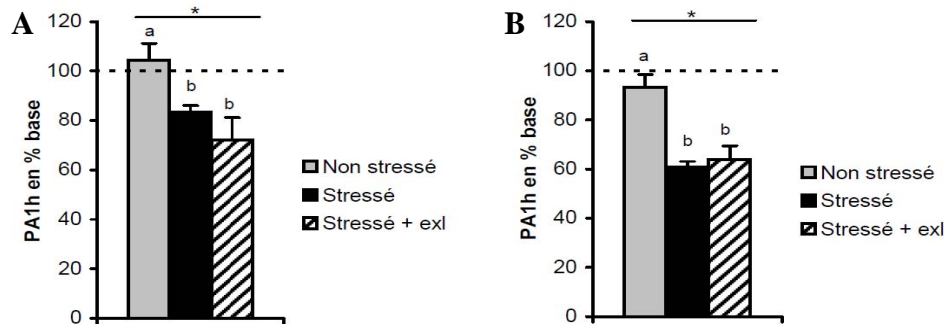 A
PA1h en % base
120
100
80
60
40
20
0
*
a
b
b
Non stressé
Stressé
Stressé + exl
B
PA1h en % base
120
100
80
60
40
20
0
*
a
b
b
Non stressé
Stressé
Stressé + exl